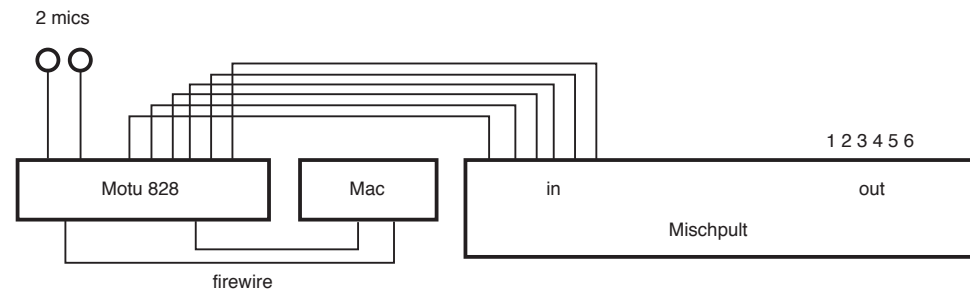 2 mics
1 2 3 4 5 6
Motu 828
Mac
in
out
Mischpult
firewire